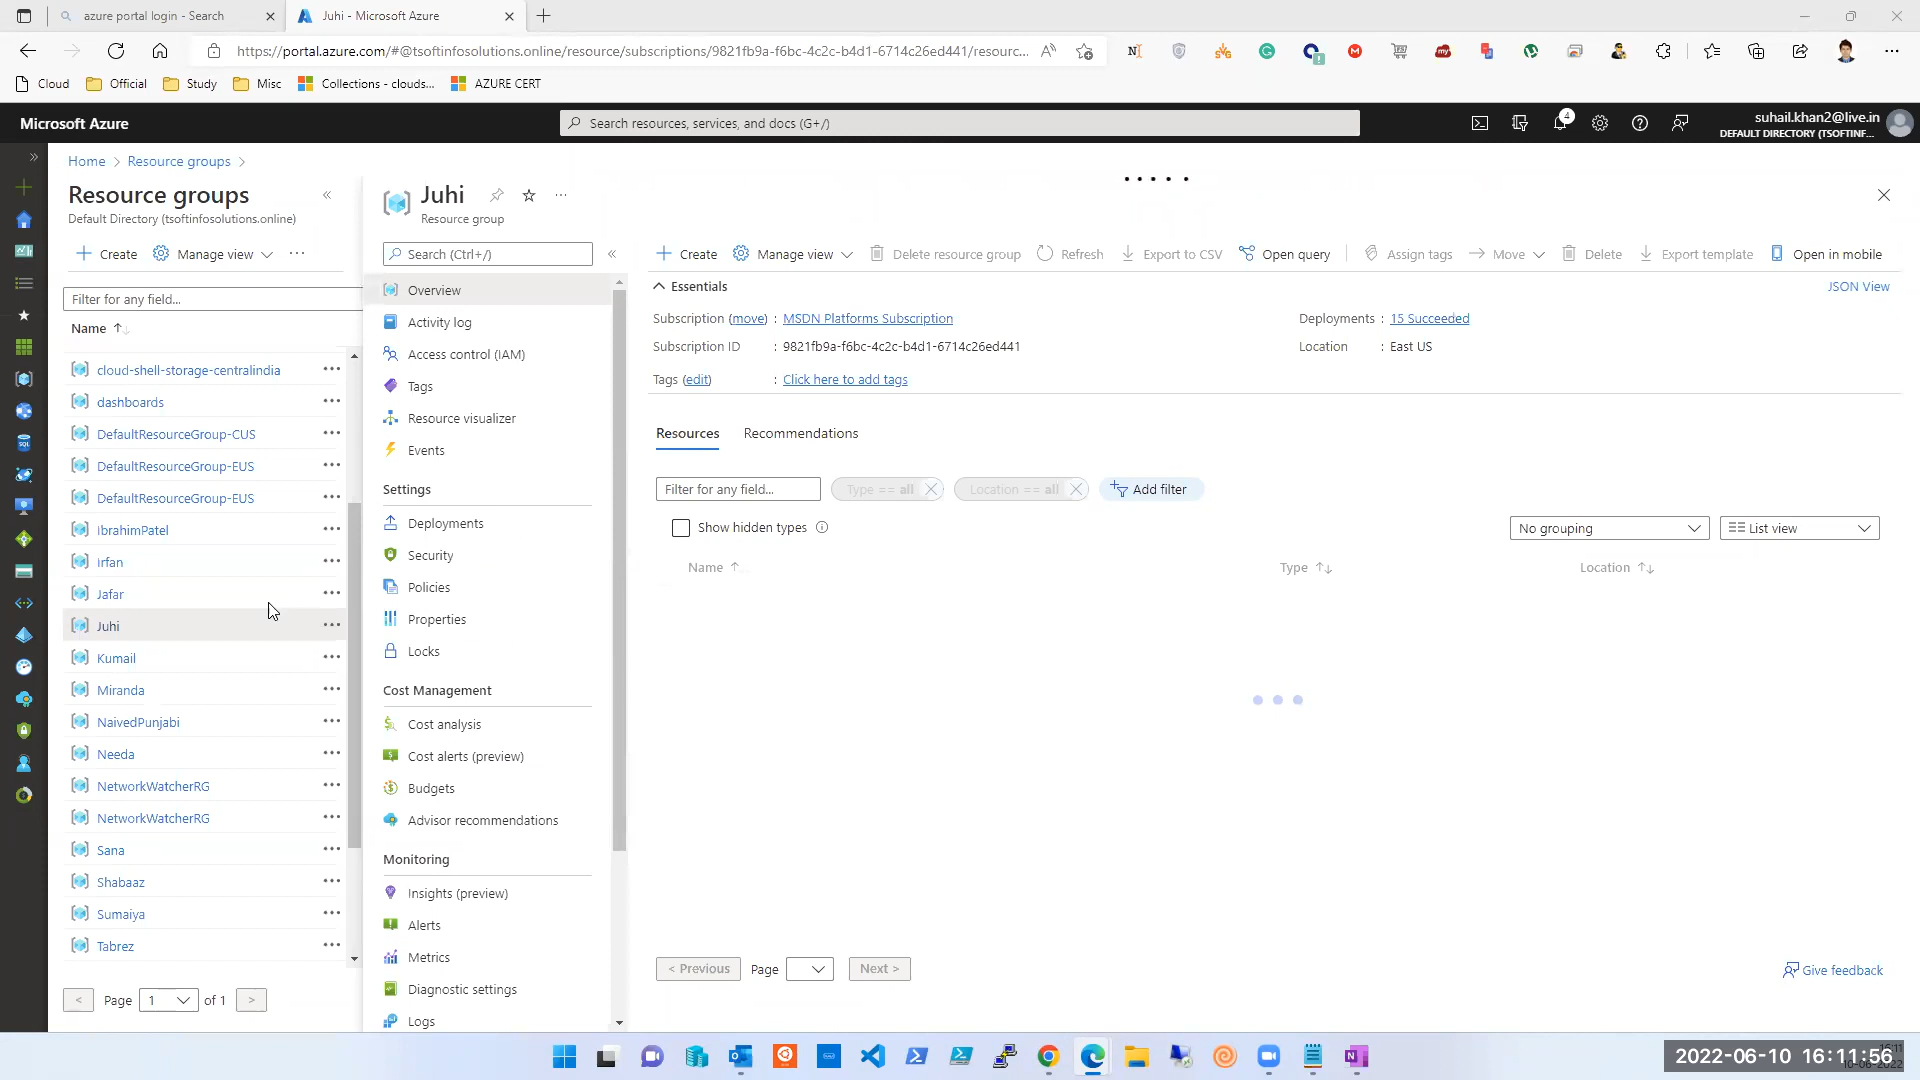 azure portal login - Search
Juhi - Microsoft Azure
https://portal.azure.com/#@tsoftinfosolutions.online/resource/subscriptions/9821fb9a-f6bc-4c2c-b4d1-6714c26ed441/resourc...
Cloud
Official
Study
Misc
Collections - clouds...
AZURE CERT
Microsoft Azure
Search resources, services, and docs (G+/)
4
suhail.khan2@live.in
DEFAULT DIRECTORY (TSOFTINF...
Home > Resource groups >
Resource groups
Default Directory (tsoftinfosolutions.online)
Create
Manage view
Filter for any field...
Name
cloud-shell-storage-centralindia
dashboards
DefaultResourceGroup-CUS
DefaultResourceGroup-EUS
DefaultResourceGroup-EUS
IbrahimPatel
Irfan
Jafar
Juhi
Kumail
Miranda
NaivedPunjabi
Needa
NetworkWatcherRG
NetworkWatcherRG
Sana
Shabaaz
Sumaiya
Tabrez
< Page 1 of 1 >
Juhi
Resource group
Search (Ctrl+/)
Overview
Activity log
Access control (IAM)
Tags
Resource visualizer
Events
Settings
Deployments
Security
Policies
Properties
Locks
Cost Management
Cost analysis
Cost alerts (preview)
Budgets
Advisor recommendations
Monitoring
Insights (preview)
Alerts
Metrics
Diagnostic settings
Logs
Create
Manage view
Delete resource group
Refresh
Export to CSV
Open query
Assign tags
Move
Delete
Export template
Open in mobile
Essentials
JSON View
Subscription (move) : MSDN Platforms Subscription
Deployments : 15 Succeeded
Subscription ID : 9821fb9a-f6bc-4c2c-b4d1-6714c26ed441
Location : East US
Tags (edit) : Click here to add tags
Resources
Recommendations
Filter for any field...
Type == all
Location == all
Add filter
Show hidden types
No grouping
List view
Name
Type
Location
< Previous
Page
Next >
Give feedback
2022-06-10 16:11:56